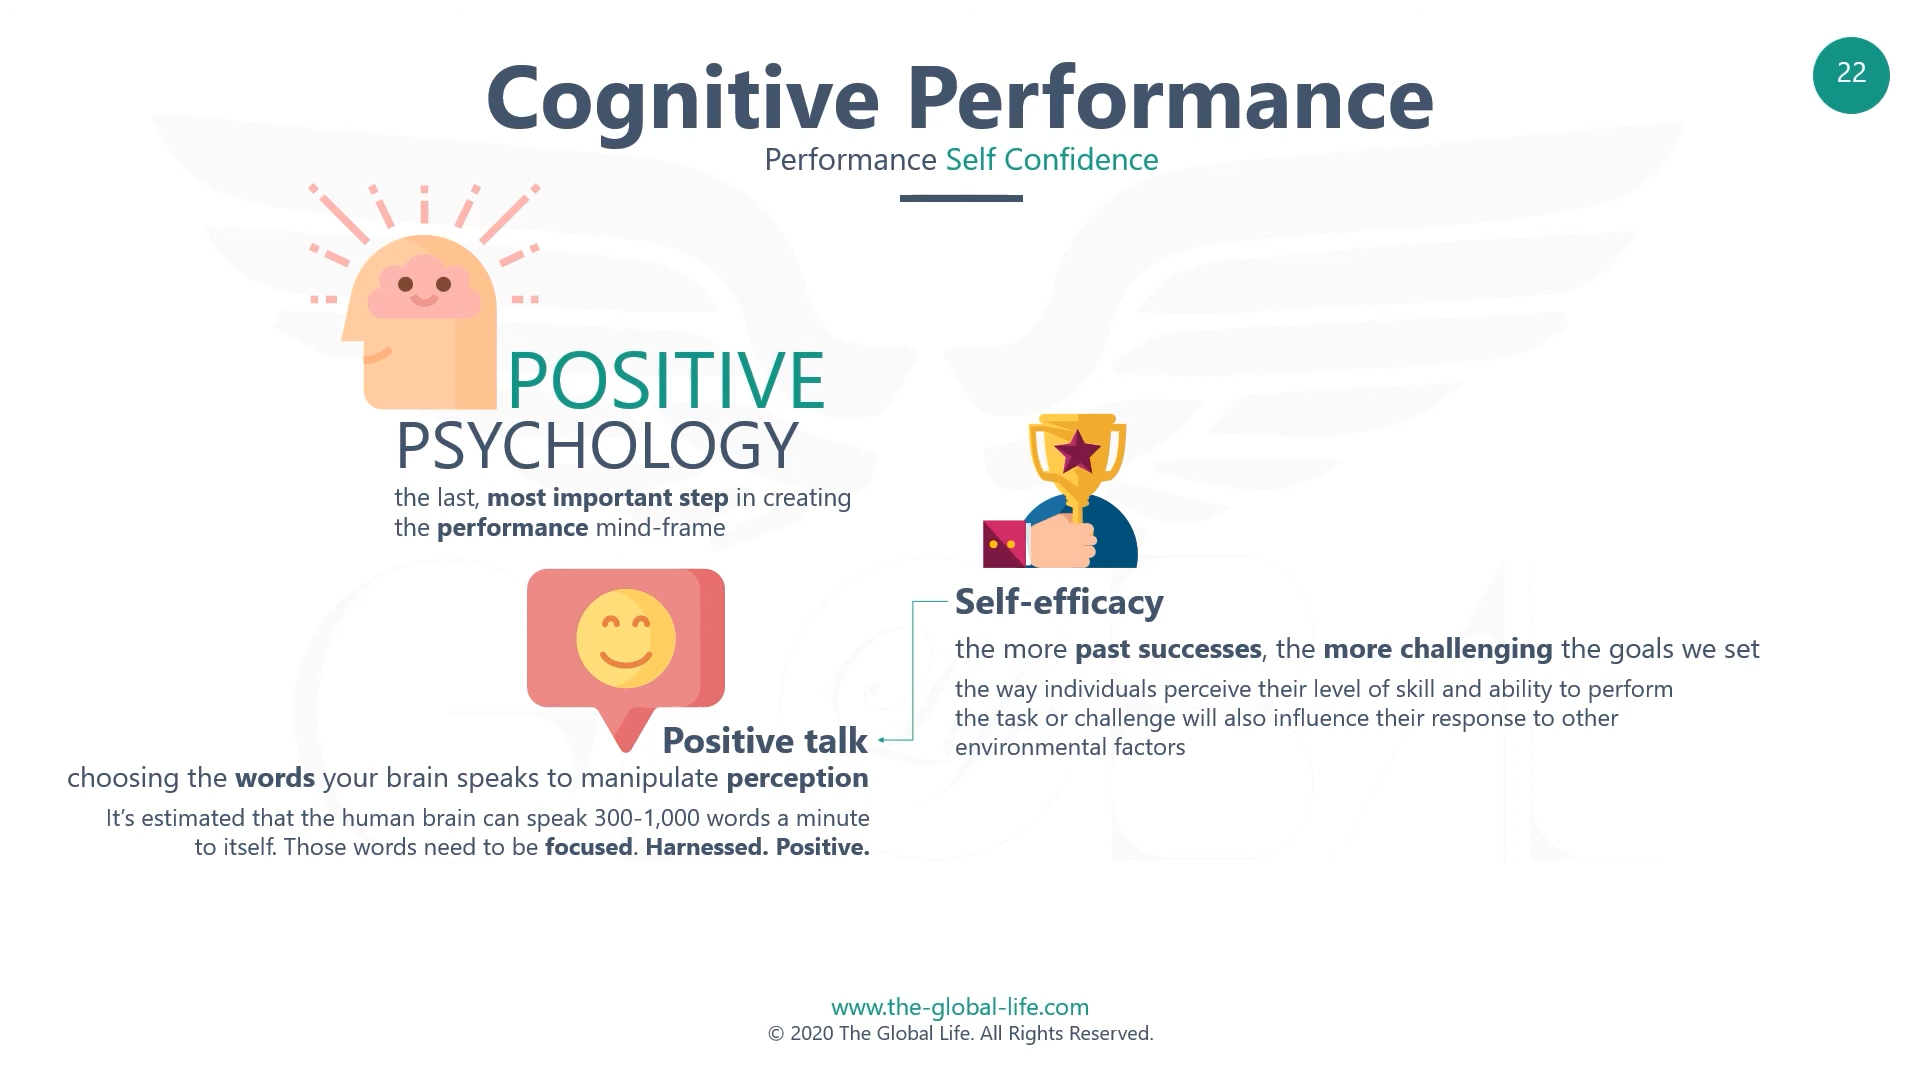 22
Cognitive Performance
Performance Self Confidence
POSITIVE
PSYCHOLOGY
the last, most important step in creating
the performance mind-frame
Positive talk
choosing the words your brain speaks to manipulate perception
It’s estimated that the human brain can speak 300-1,000 words a minute
to itself. Those words need to be focused. Harnessed. Positive.
Self-efficacy
the more past successes, the more challenging the goals we set
the way individuals perceive their level of skill and ability to perform
the task or challenge will also influence their response to other
environmental factors
www.the-global-life.com
© 2020 The Global Life. All Rights Reserved.